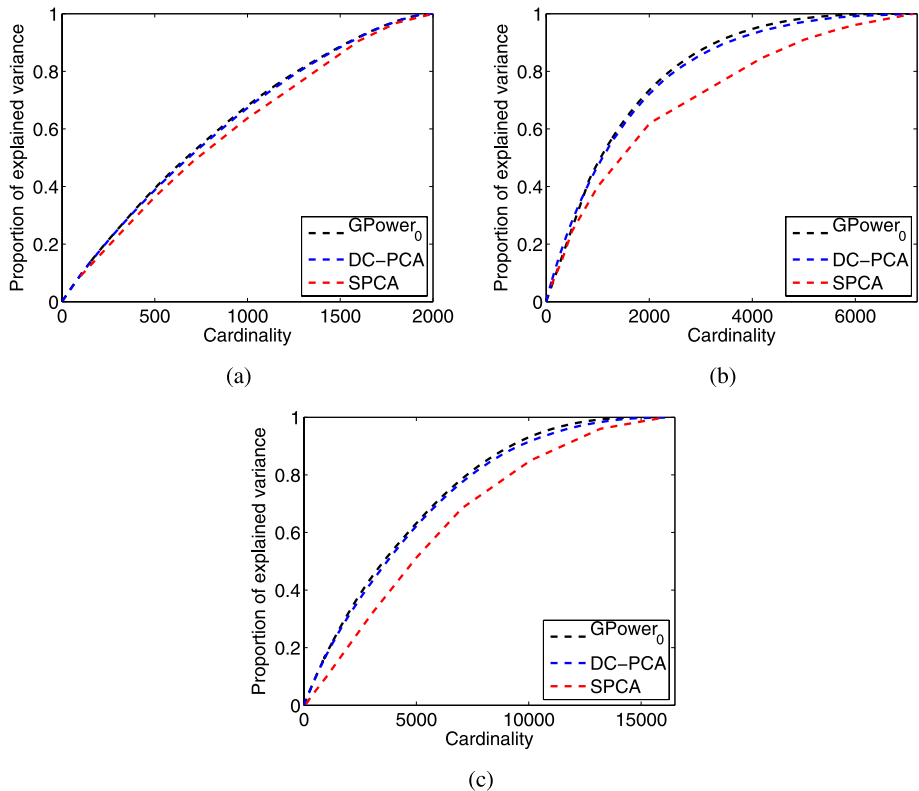 Proportion of explained variance
1
0.8
0.6
0.4
0.2
0
0 500 1000 1500 2000
Cardinality
GPower0
DC-PCA
SPCA
(a)
Proportion of explained variance
1
0.8
0.6
0.4
0.2
0
0 2000 4000 6000
Cardinality
GPower0
DC-PCA
SPCA
(b)
Proportion of explained variance
1
0.8
0.6
0.4
0.2
0
0 5000 10000 15000
Cardinality
GPower0
DC-PCA
SPCA
(c)